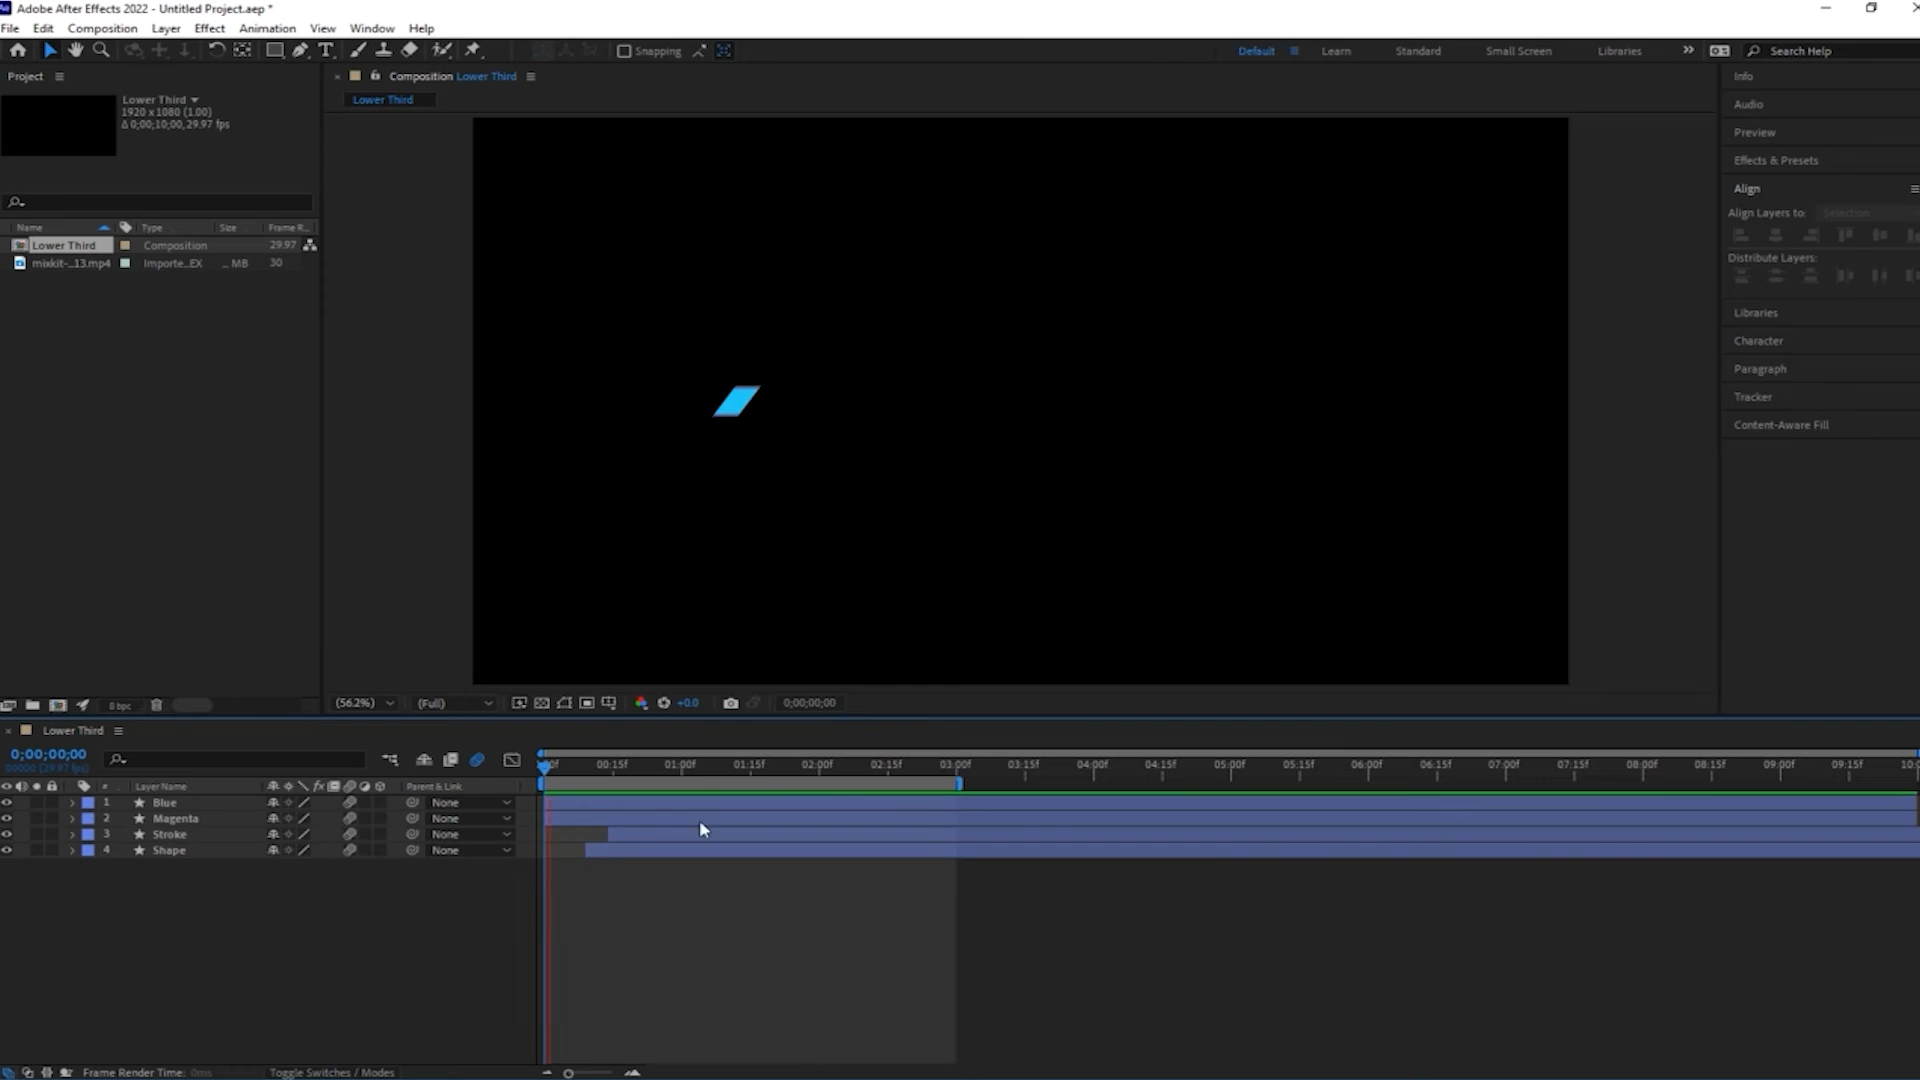 Adobe After Effects 2022 - Untitled Project.aep *
File Edit Composition Layer Effect Animation View Window Help
Snapping
Default Learn Standard Small Screen Libraries Search Help
Project
Lower Third
1920 x 1080 (1.00)
Δ 0;00;10;00, 29.97 fps
Name Type Size Frame R...
Lower Third Composition 29.97
mixkit-...13.mp4 Importe...EX ... MB 30
8 bpc
Composition Lower Third
Lower Third
(56.2%) (Full) +0.0 0;00;00;00
Info
Audio
Preview
Effects & Presets
Align
Align Layers to: Selection
Distribute Layers:
Libraries
Character
Paragraph
Tracker
Content-Aware Fill
Lower Third
0;00;00;00
00000 (29.97 fps)
00:15f 01:00f 01:15f 02:00f 02:15f 03:00f 03:15f 04:00f 04:15f 05:00f 05:15f 06:00f 06:15f 07:00f 07:15f 08:00f 08:15f 09:00f 09:15f
# Layer Name fx Parent & Link
1 Blue None
2 Magenta None
3 Stroke None
4 Shape None
Frame Render Time: 0ms Toggle Switches / Modes